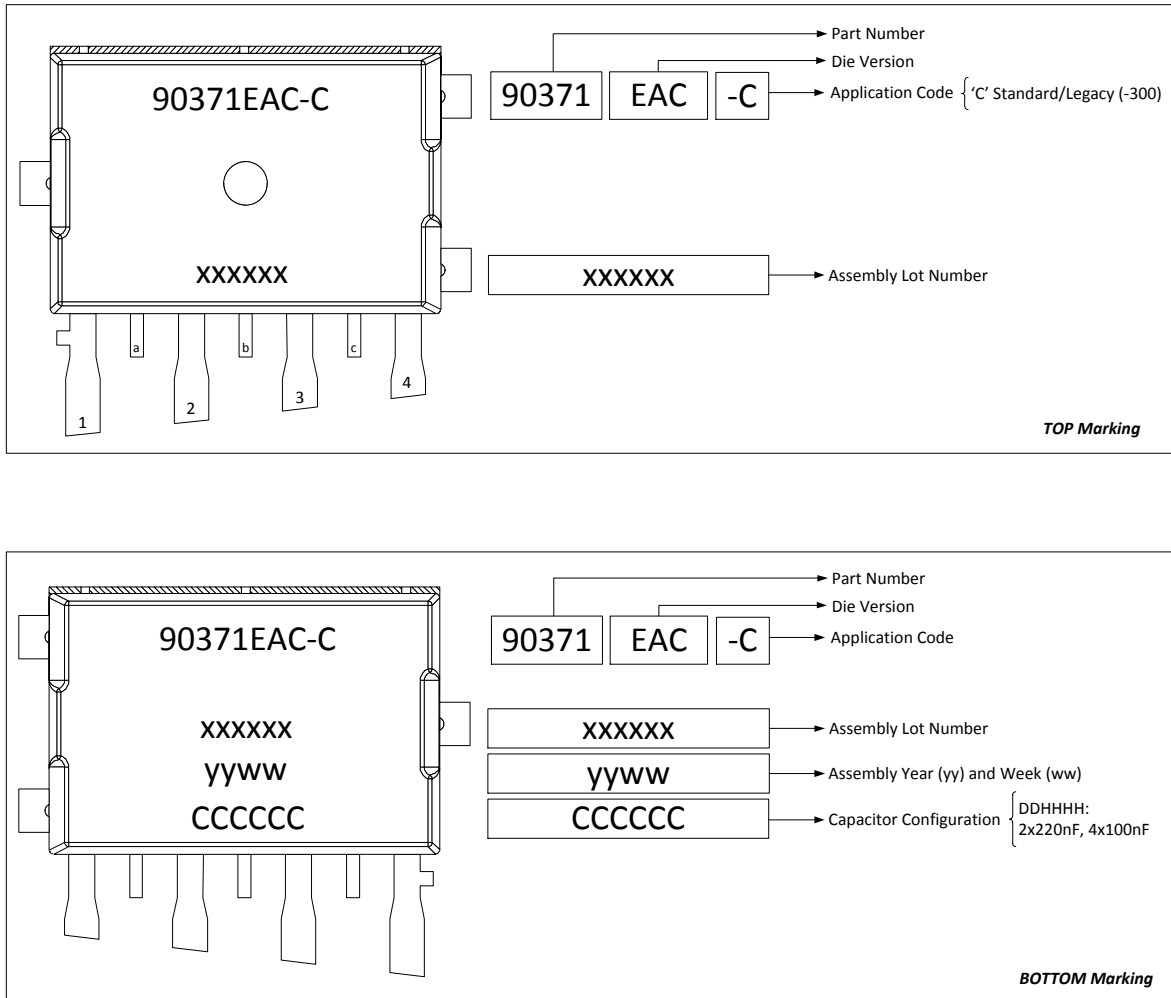 90371EAC-C
xxxxxx
a
b
c
1
2
3
4
90371 EAC -C
Part Number
Die Version
Application Code { 'C' Standard/Legacy (-300)
xxxxxx
Assembly Lot Number
TOP Marking
90371EAC-C
xxxxxx
yyww
CCCCCC
90371 EAC -C
Part Number
Die Version
Application Code
xxxxxx
Assembly Lot Number
yyww
Assembly Year (yy) and Week (ww)
CCCCCC
Capacitor Configuration
DDHHHH:
2x220nF, 4x100nF
BOTTOM Marking